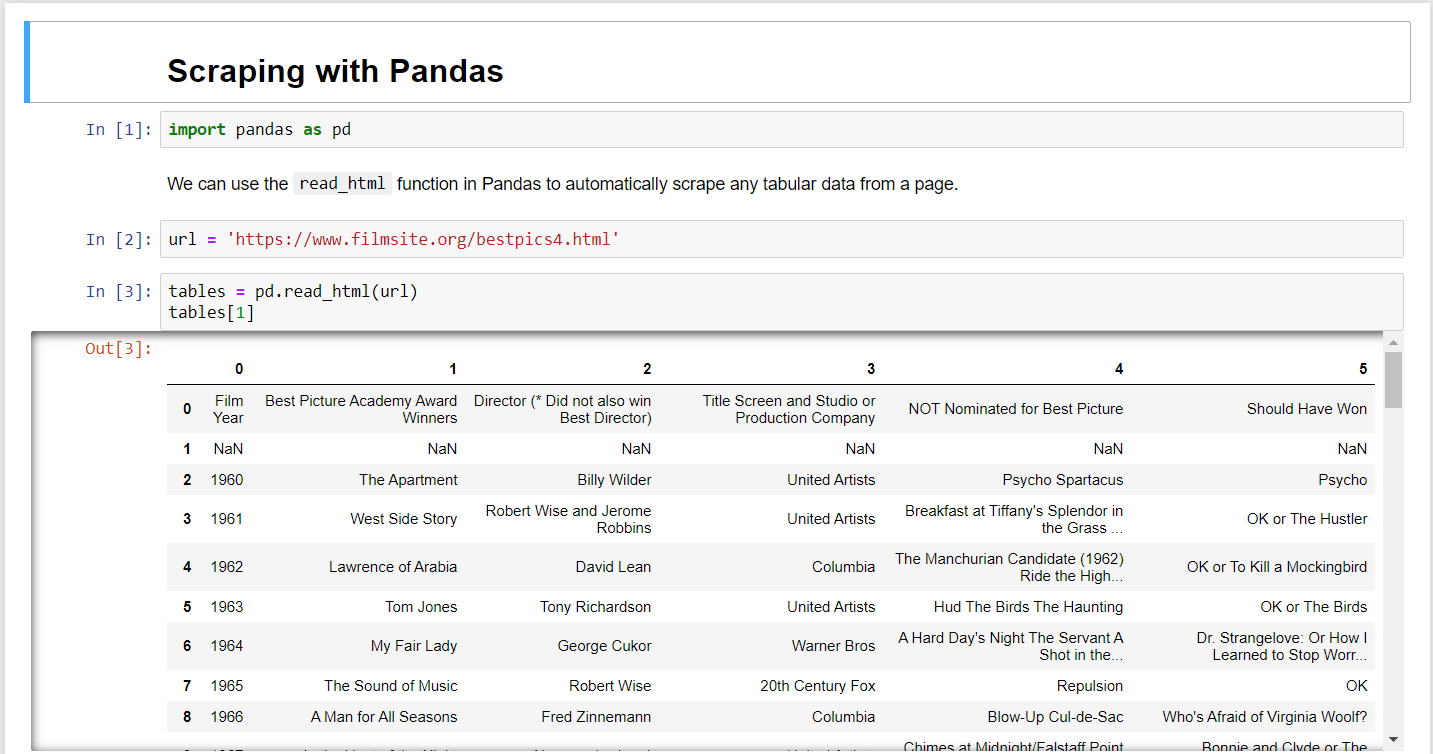 Scraping with Pandas
In [1]: import pandas as pd
We can use the read_html function in Pandas to automatically scrape any tabular data from a page.
In [2]: url = 'https://www.filmsite.org/bestpics4.html'
In [3]: tables = pd.read_html(url)
tables[1]
Out[3]:
0 1 2 3 4 5
0 Film Year Best Picture Academy Award Winners Director (* Did not also win Best Director) Title Screen and Studio or Production Company NOT Nominated for Best Picture Should Have Won
1 NaN NaN NaN NaN NaN NaN
2 1960 The Apartment Billy Wilder United Artists Psycho Spartacus Psycho
3 1961 West Side Story Robert Wise and Jerome Robbins United Artists Breakfast at Tiffany's Splendor in the Grass ... OK or The Hustler
4 1962 Lawrence of Arabia David Lean Columbia The Manchurian Candidate (1962) Ride the High... OK or To Kill a Mockingbird
5 1963 Tom Jones Tony Richardson United Artists Hud The Birds The Haunting OK or The Birds
6 1964 My Fair Lady George Cukor Warner Bros A Hard Day's Night The Servant A Shot in the... Dr. Strangelove: Or How I Learned to Stop Worr...
7 1965 The Sound of Music Robert Wise 20th Century Fox Repulsion OK
8 1966 A Man for All Seasons Fred Zinnemann Columbia Blow-Up Cul-de-Sac Who's Afraid of Virginia Woolf?
Chimes at Midnight/Falstaff Point Bonnie and Clyde or The